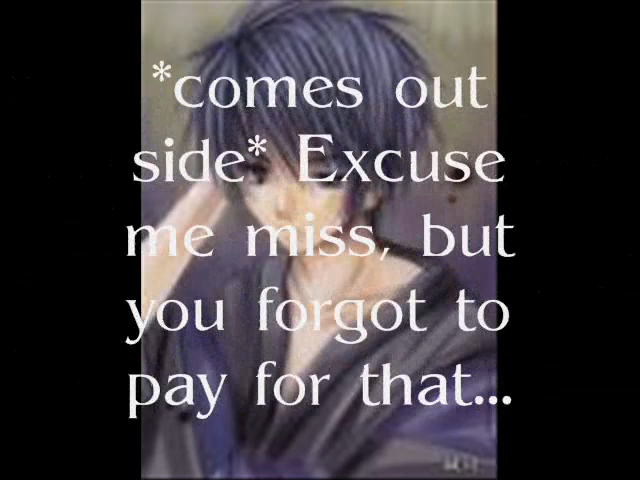 *comes out
side* Excuse
me miss, but
you forgot to
pay for that...